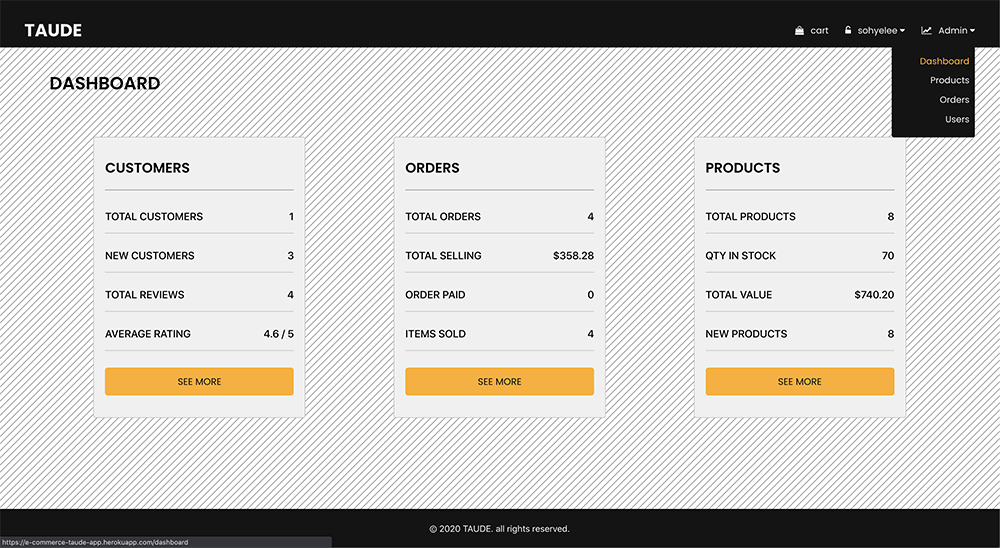 TAUDE
cart
sohyelee
Admin
Dashboard
Products
Orders
Users
DASHBOARD
CUSTOMERS
TOTAL CUSTOMERS 1
NEW CUSTOMERS 3
TOTAL REVIEWS 4
AVERAGE RATING 4.6 / 5
SEE MORE
ORDERS
TOTAL ORDERS 4
TOTAL SELLING $358.28
ORDER PAID 0
ITEMS SOLD 4
SEE MORE
PRODUCTS
TOTAL PRODUCTS 8
QTY IN STOCK 70
TOTAL VALUE $740.20
NEW PRODUCTS 8
SEE MORE
© 2020 TAUDE. all rights reserved.
https://e-commerce-taude-app.herokuapp.com/dashboard